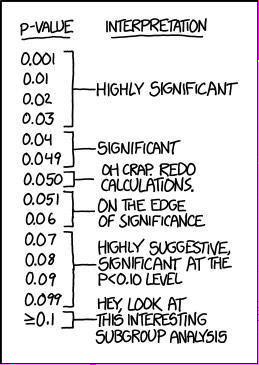 P-VALUE INTERPRETATION
0.001
0.01
0.02
0.03
HIGHLY SIGNIFICANT
0.04
0.049
SIGNIFICANT
0.050
OH CRAP. REDO
CALCULATIONS.
0.051
0.06
ON THE EDGE
OF SIGNIFICANCE
0.07
0.08
0.09
0.099
HIGHLY SUGGESTIVE,
SIGNIFICANT AT THE
P<0.10 LEVEL
≥0.1
HEY, LOOK AT
THIS INTERESTING
SUBGROUP ANALYSIS